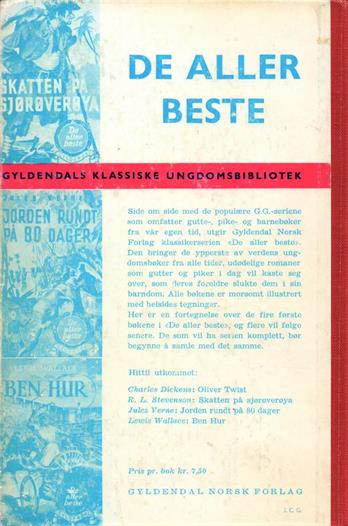 DE ALLER
BESTE
GYLDENDALS KLASSISKE UNGDOMSBIBLIOTEK
SKATTEN PÅ
SJØRØVERØYA
De
aller
beste
JULES VERNE
JORDEN RUNDT
PÅ 80 DAGER
LEWIS WALLACE
BEN HUR
De
aller
beste
Side om side med de populære G.G.-seriene
som omfatter gutte-, pike- og barnebøker
fra vår egen tid, utgir Gyldendal Norsk
Forlag klassikerserien «De aller beste».
Den bringer de ypperste av verdens ung-
domsbøker fra alle tider, udødelige romaner
som gutter og piker i dag vil kaste seg
over, som deres foreldre slukte dem i sin
barndom. Alle bøkene er morsomt illustrert
med helsides tegninger.
Her er en fortegnelse over de fire første
bøkene i «De aller beste», og flere vil følge
senere. De som vil ha serien komplett, bør
begynne å samle med det samme.
Hittil utkommet:
Charles Dickens: Oliver Twist
R. L. Stevenson: Skatten på sjørøverøya
Jules Verne: Jorden rundt på 80 dager
Lewis Wallace: Ben Hur
Pris pr. bok kr. 7,50
GYLDENDAL NORSK FORLAG
J. C. G.